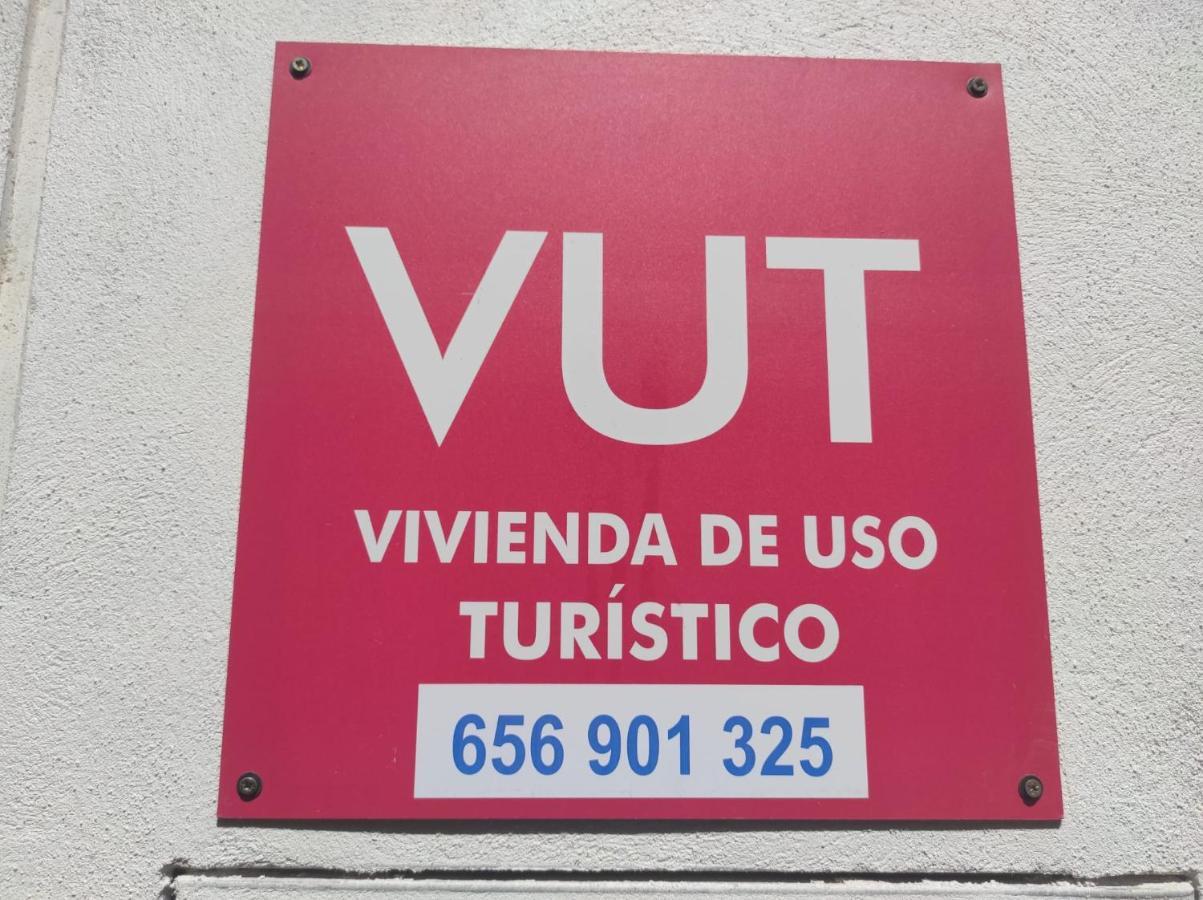 VUT
VIVIENDA DE USO
TURÍSTICO
656 901 325